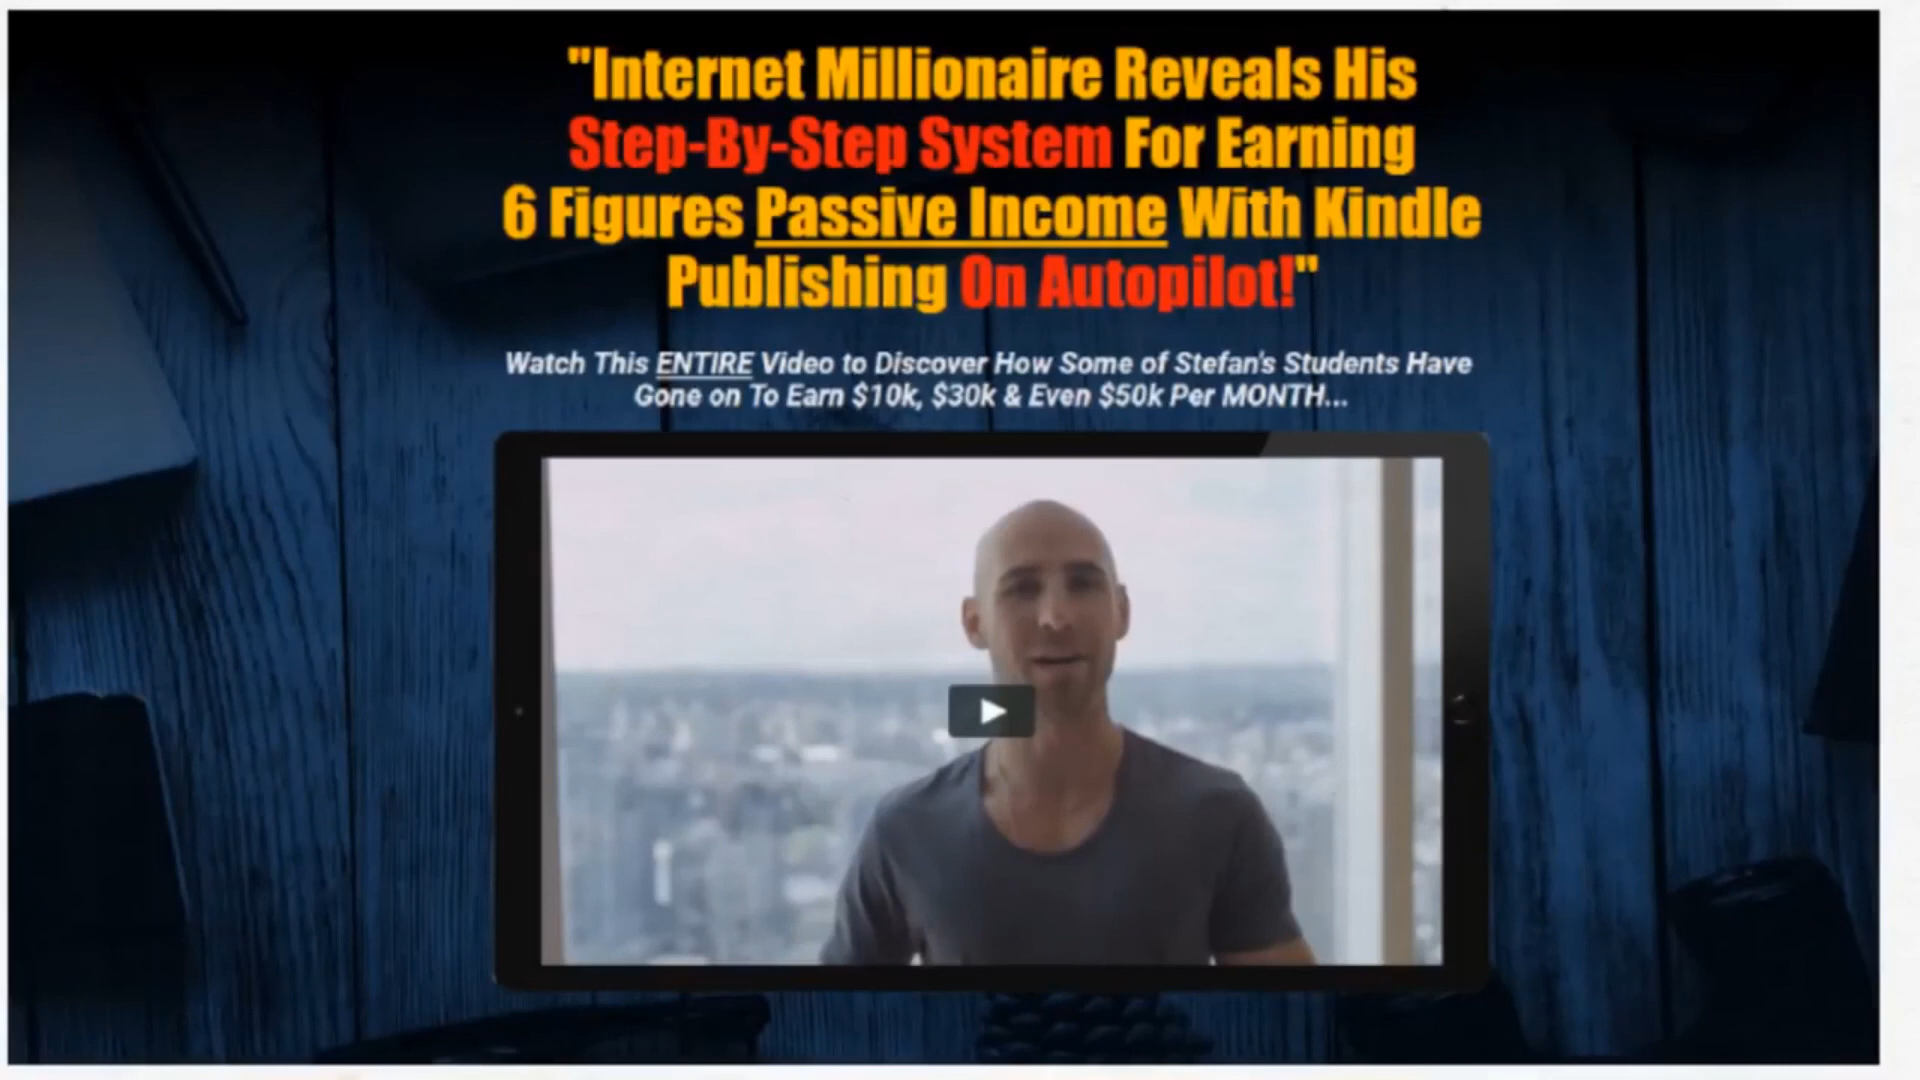 "Internet Millionaire Reveals His
Step-By-Step System For Earning
6 Figures Passive Income With Kindle
Publishing On Autopilot!"
Watch This ENTIRE Video to Discover How Some of Stefan's Students Have
Gone on To Earn $10k, $30k & Even $50k Per MONTH...